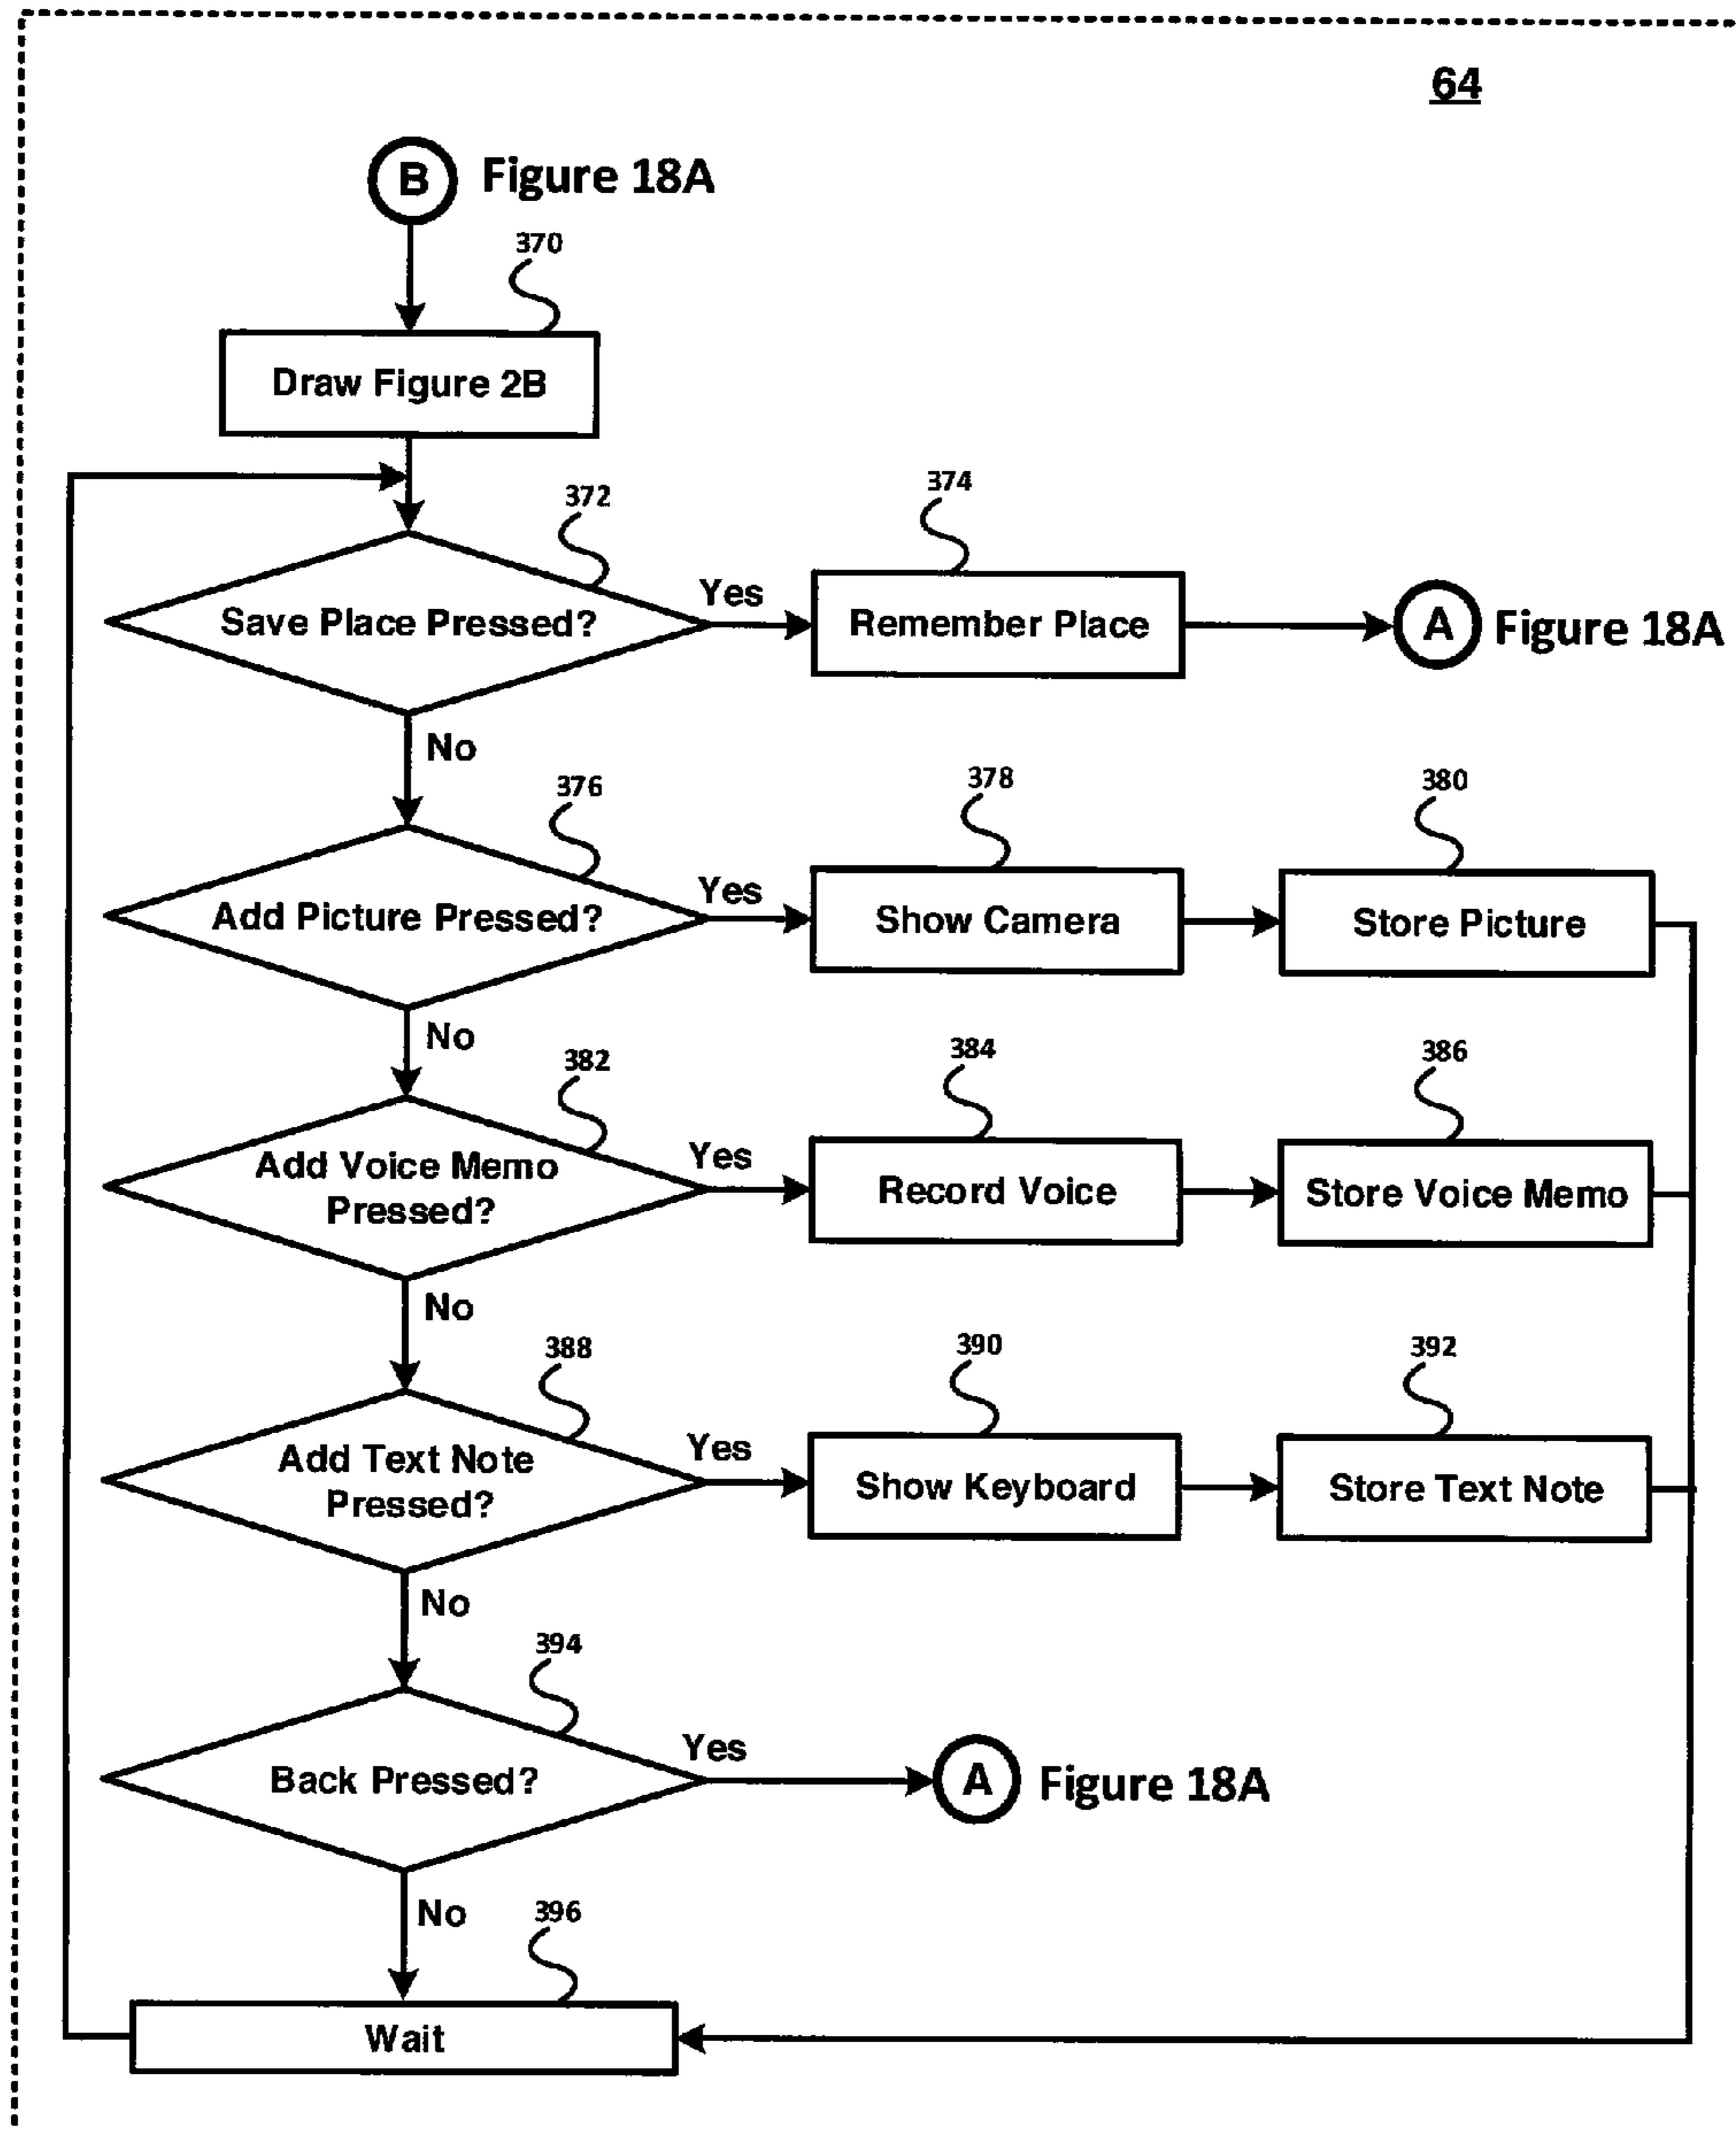 64
B Figure 18A
370
Draw Figure 2B
372
374
Save Place Pressed?
Yes
Remember Place
A Figure 18A
No
376
378
380
Add Picture Pressed?
Yes
Show Camera
Store Picture
No
382
384
386
Add Voice Memo
Pressed?
Yes
Record Voice
Store Voice Memo
No
388
390
392
Add Text Note
Pressed?
Yes
Show Keyboard
Store Text Note
No
394
Back Pressed?
Yes
A Figure 18A
No
396
Wait